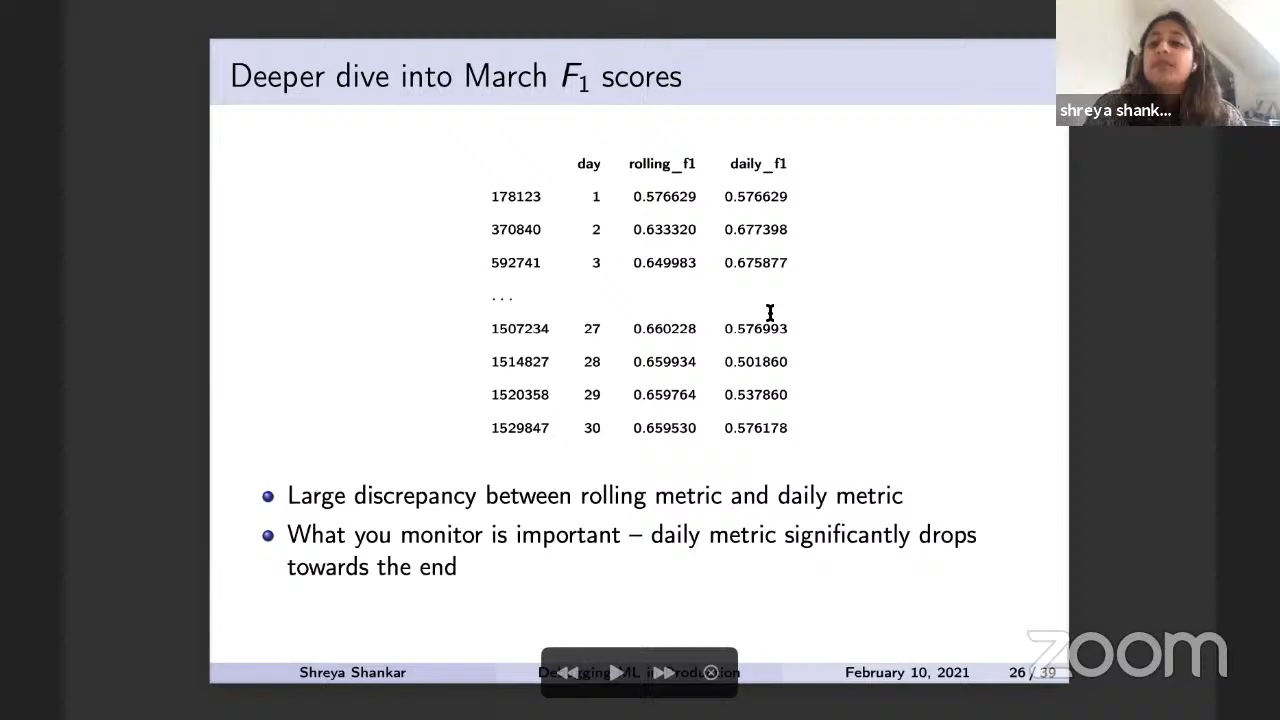 Deeper dive into March F1 scores
shreya shank...
day rolling_f1 daily_f1
178123 1 0.576629 0.576629
370840 2 0.633320 0.677398
592741 3 0.649983 0.675877
...
1507234 27 0.660228 0.576993
1514827 28 0.659934 0.501860
1520358 29 0.659764 0.537860
1529847 30 0.659530 0.576178
Large discrepancy between rolling metric and daily metric
What you monitor is important – daily metric significantly drops
towards the end
zoom
Shreya Shankar Debugging ML in Production February 10, 2021 26 / 39